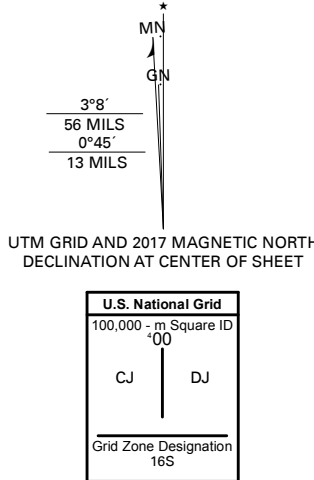 ★
MN
GN
3°8´
56 MILS
0°45´
13 MILS
UTM GRID AND 2017 MAGNETIC NORTH
DECLINATION AT CENTER OF SHEET
U.S. National Grid
100,000 - m Square ID
⁴00
CJ DJ
Grid Zone Designation
16S